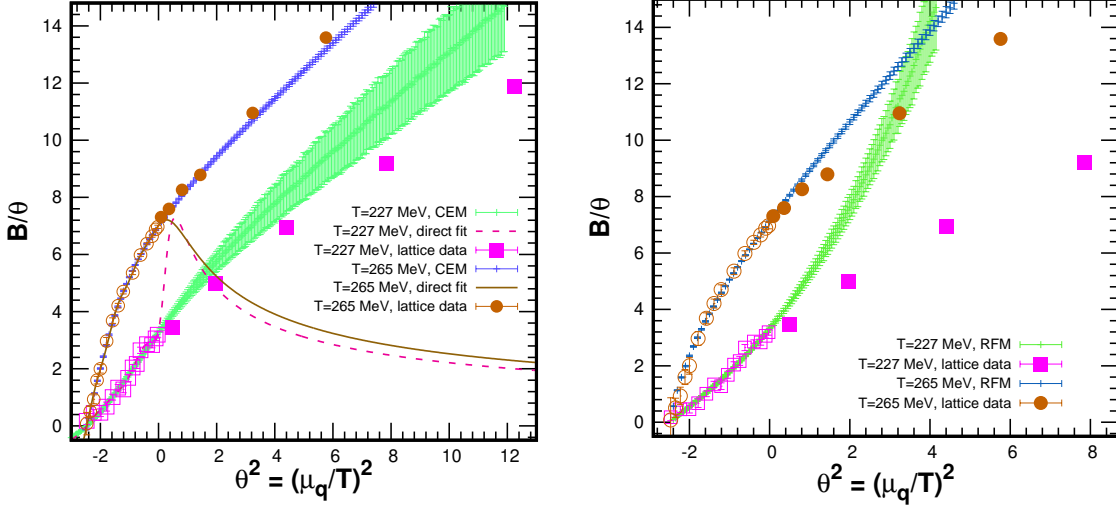 B/θ
14
12
10
8
6
4
2
0
T=227 MeV, CEM
T=227 MeV, direct fit
T=227 MeV, lattice data
T=265 MeV, CEM
T=265 MeV, direct fit
T=265 MeV, lattice data
-2 0 2 4 6 8 10 12
θ² = (μq/T)²
B/θ
14
12
10
8
6
4
2
0
T=227 MeV, RFM
T=227 MeV, lattice data
T=265 MeV, RFM
T=265 MeV, lattice data
-2 0 2 4 6 8
θ² = (μq/T)²